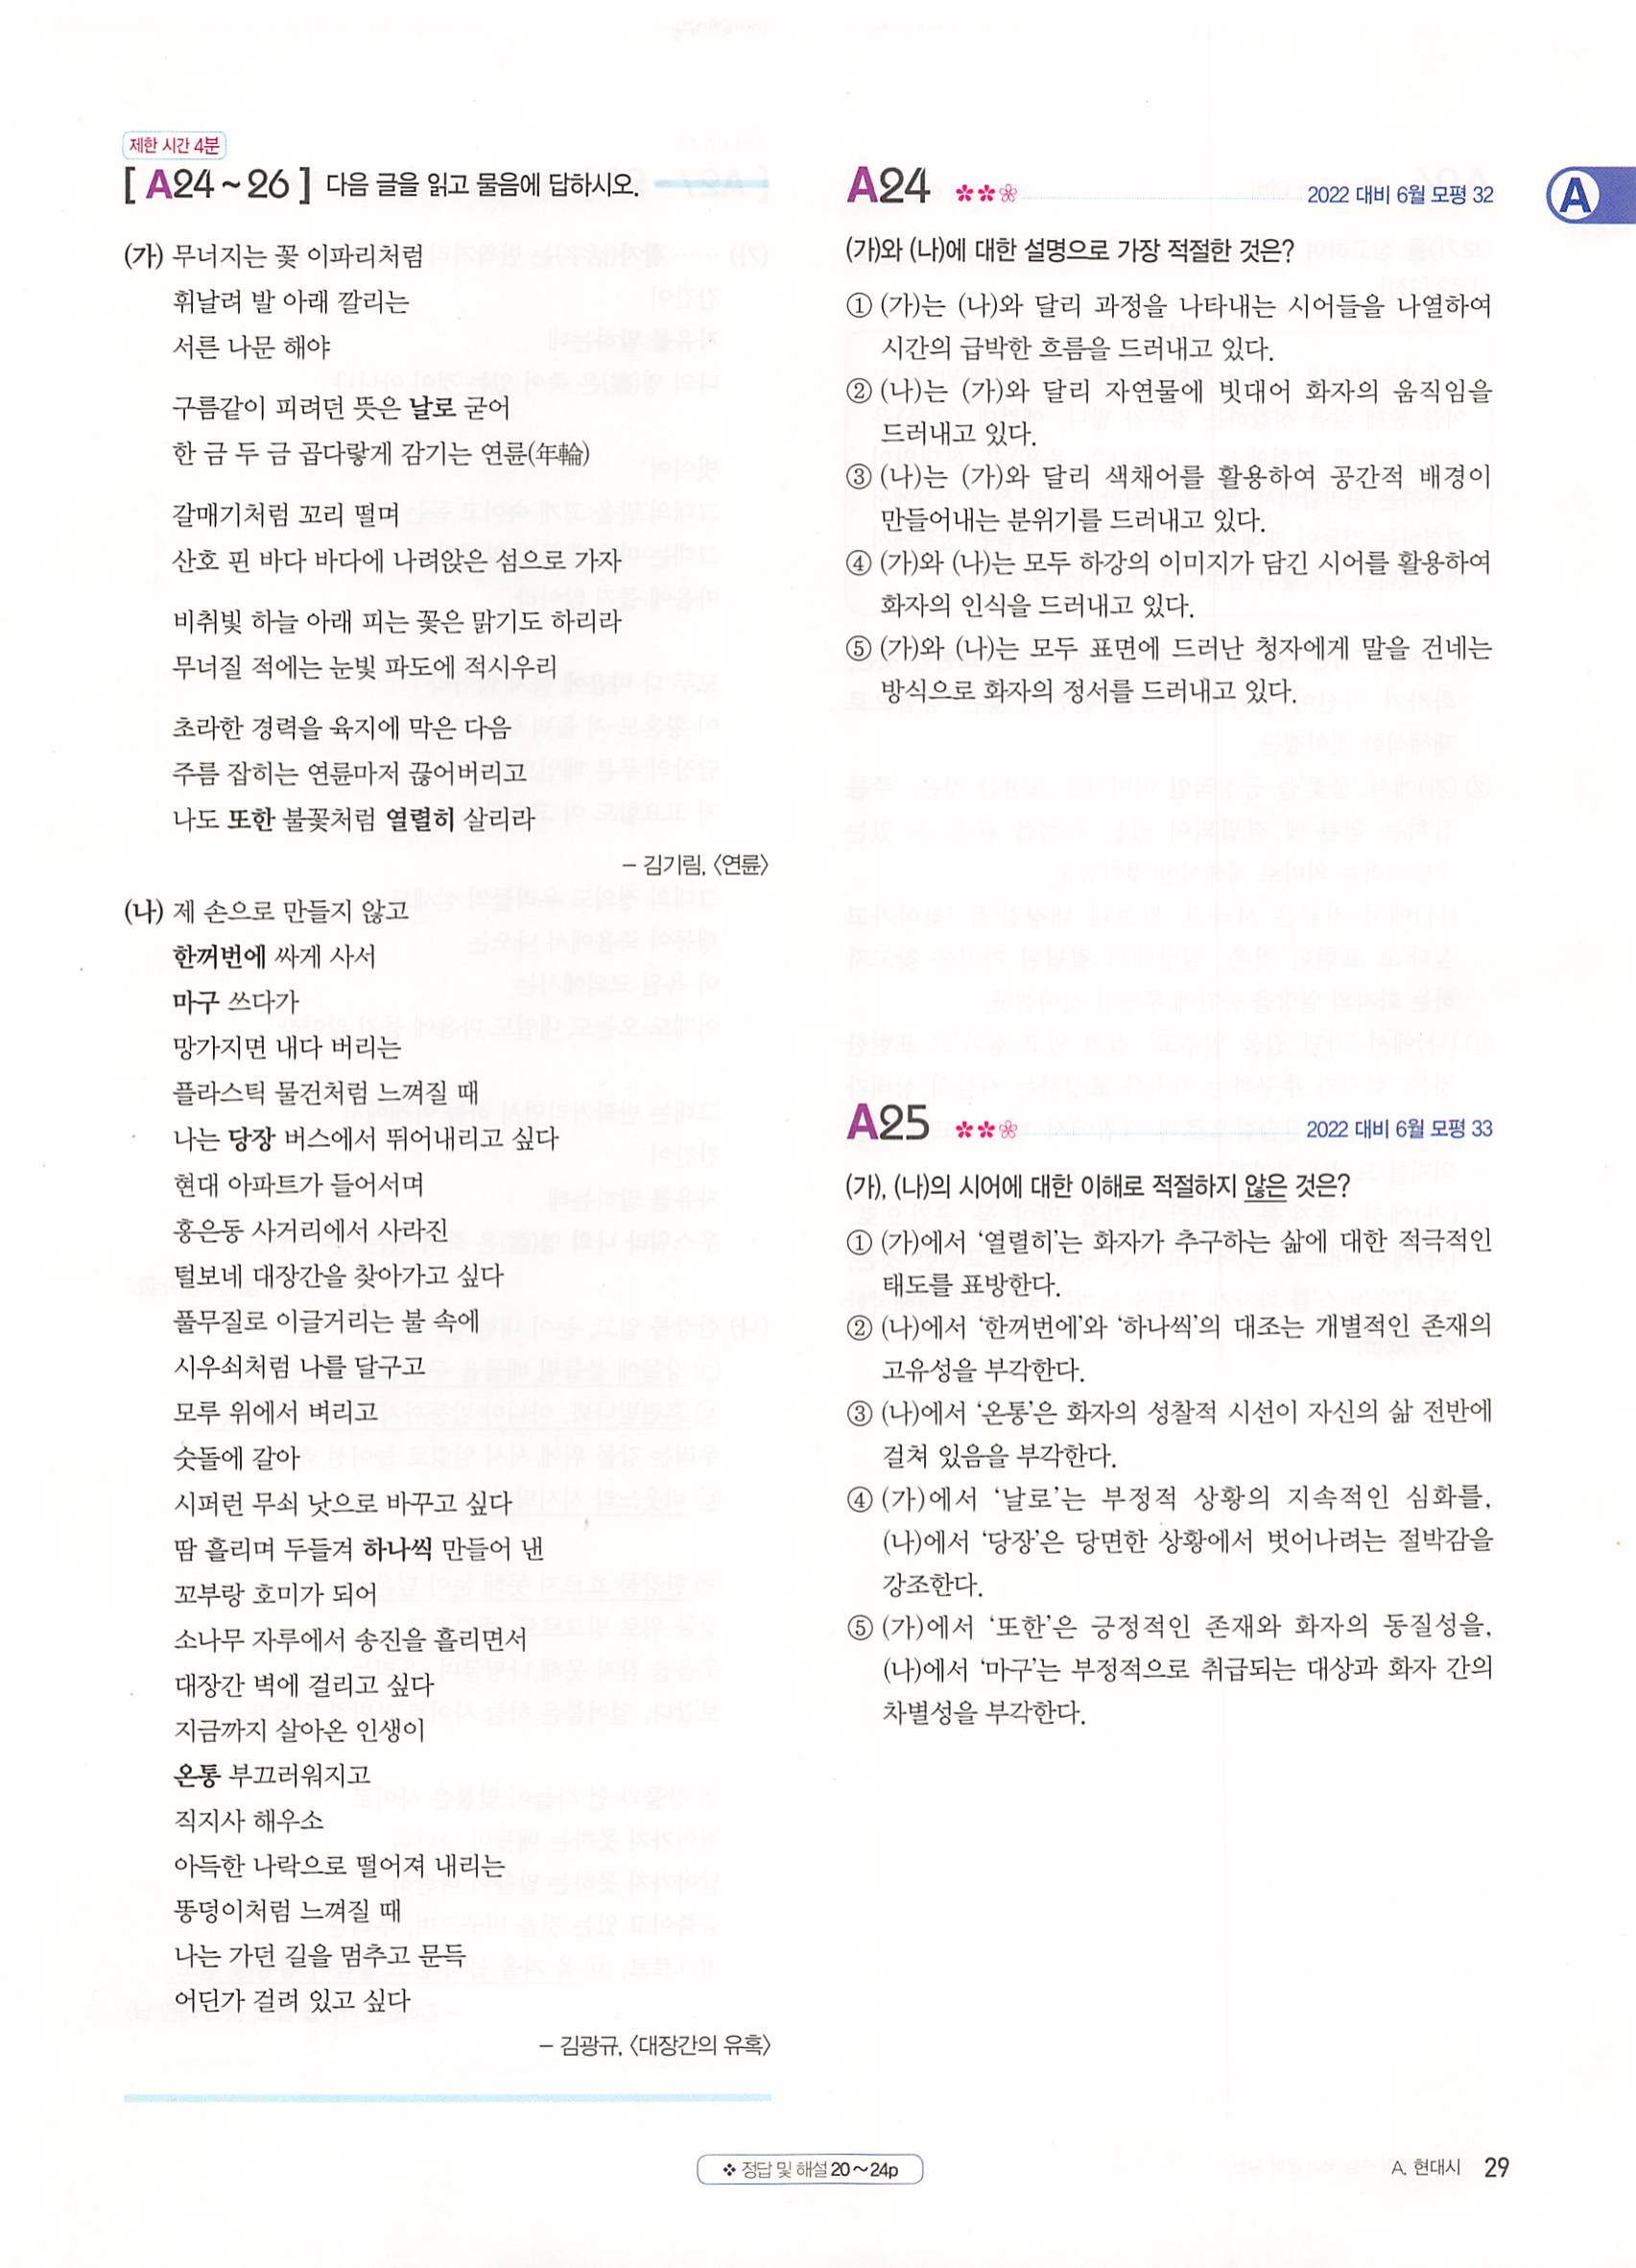 제한 시간 4분
[ A24 ~ 26 ] 다음 글을 읽고 물음에 답하시오.
(가) 무너지는 꽃 이파리처럼
휘날려 발 아래 깔리는
서른 나문 해야
구름같이 피려던 뜻은 날로 굳어
한 금 두 금 곱다랗게 감기는 연륜(年輪)
갈매기처럼 꼬리 떨며
산호 핀 바다 바다에 나려앉은 섬으로 가자
비취빛 하늘 아래 피는 꽃은 맑기도 하리라
무너질 적에는 눈빛 파도에 적시우리
초라한 경력을 육지에 막은 다음
주름 잡히는 연륜마저 끊어버리고
나도 또한 불꽃처럼 열렬히 살리라
– 김기림, 〈연륜〉
(나) 제 손으로 만들지 않고
한꺼번에 싸게 사서
마구 쓰다가
망가지면 내다 버리는
플라스틱 물건처럼 느껴질 때
나는 당장 버스에서 뛰어내리고 싶다
현대 아파트가 들어서며
홍은동 사거리에서 사라진
털보네 대장간을 찾아가고 싶다
풀무질로 이글거리는 불 속에
시우쇠처럼 나를 달구고
모루 위에서 벼리고
숫돌에 갈아
시퍼런 무쇠 낫으로 바꾸고 싶다
땀 흘리며 두들겨 하나씩 만들어 낸
꼬부랑 호미가 되어
소나무 자루에서 송진을 흘리면서
대장간 벽에 걸리고 싶다
지금까지 살아온 인생이
온통 부끄러워지고
직지사 해우소
아득한 나락으로 떨어져 내리는
똥덩이처럼 느껴질 때
나는 가던 길을 멈추고 문득
어딘가 걸려 있고 싶다
– 김광규, 〈대장간의 유혹〉
A24 2022 대비 6월 모평 32
(가)와 (나)에 대한 설명으로 가장 적절한 것은?
① (가)는 (나)와 달리 과정을 나타내는 시어들을 나열하여
시간의 급박한 흐름을 드러내고 있다.
② (나)는 (가)와 달리 자연물에 빗대어 화자의 움직임을
드러내고 있다.
③ (나)는 (가)와 달리 색채어를 활용하여 공간적 배경이
만들어내는 분위기를 드러내고 있다.
④ (가)와 (나)는 모두 하강의 이미지가 담긴 시어를 활용하여
화자의 인식을 드러내고 있다.
⑤ (가)와 (나)는 모두 표면에 드러난 청자에게 말을 건네는
방식으로 화자의 정서를 드러내고 있다.
A25 2022 대비 6월 모평 33
(가), (나)의 시어에 대한 이해로 적절하지 않은 것은?
① (가)에서 ‘열렬히’는 화자가 추구하는 삶에 대한 적극적인
태도를 표방한다.
② (나)에서 ‘한꺼번에’와 ‘하나씩’의 대조는 개별적인 존재의
고유성을 부각한다.
③ (나)에서 ‘온통’은 화자의 성찰적 시선이 자신의 삶 전반에
걸쳐 있음을 부각한다.
④ (가)에서 ‘날로’는 부정적 상황의 지속적인 심화를,
(나)에서 ‘당장’은 당면한 상황에서 벗어나려는 절박감을
강조한다.
⑤ (가)에서 ‘또한’은 긍정적인 존재와 화자의 동질성을,
(나)에서 ‘마구’는 부정적으로 취급되는 대상과 화자 간의
차별성을 부각한다.
A
❖ 정답 및 해설 20~24p
A. 현대시 29